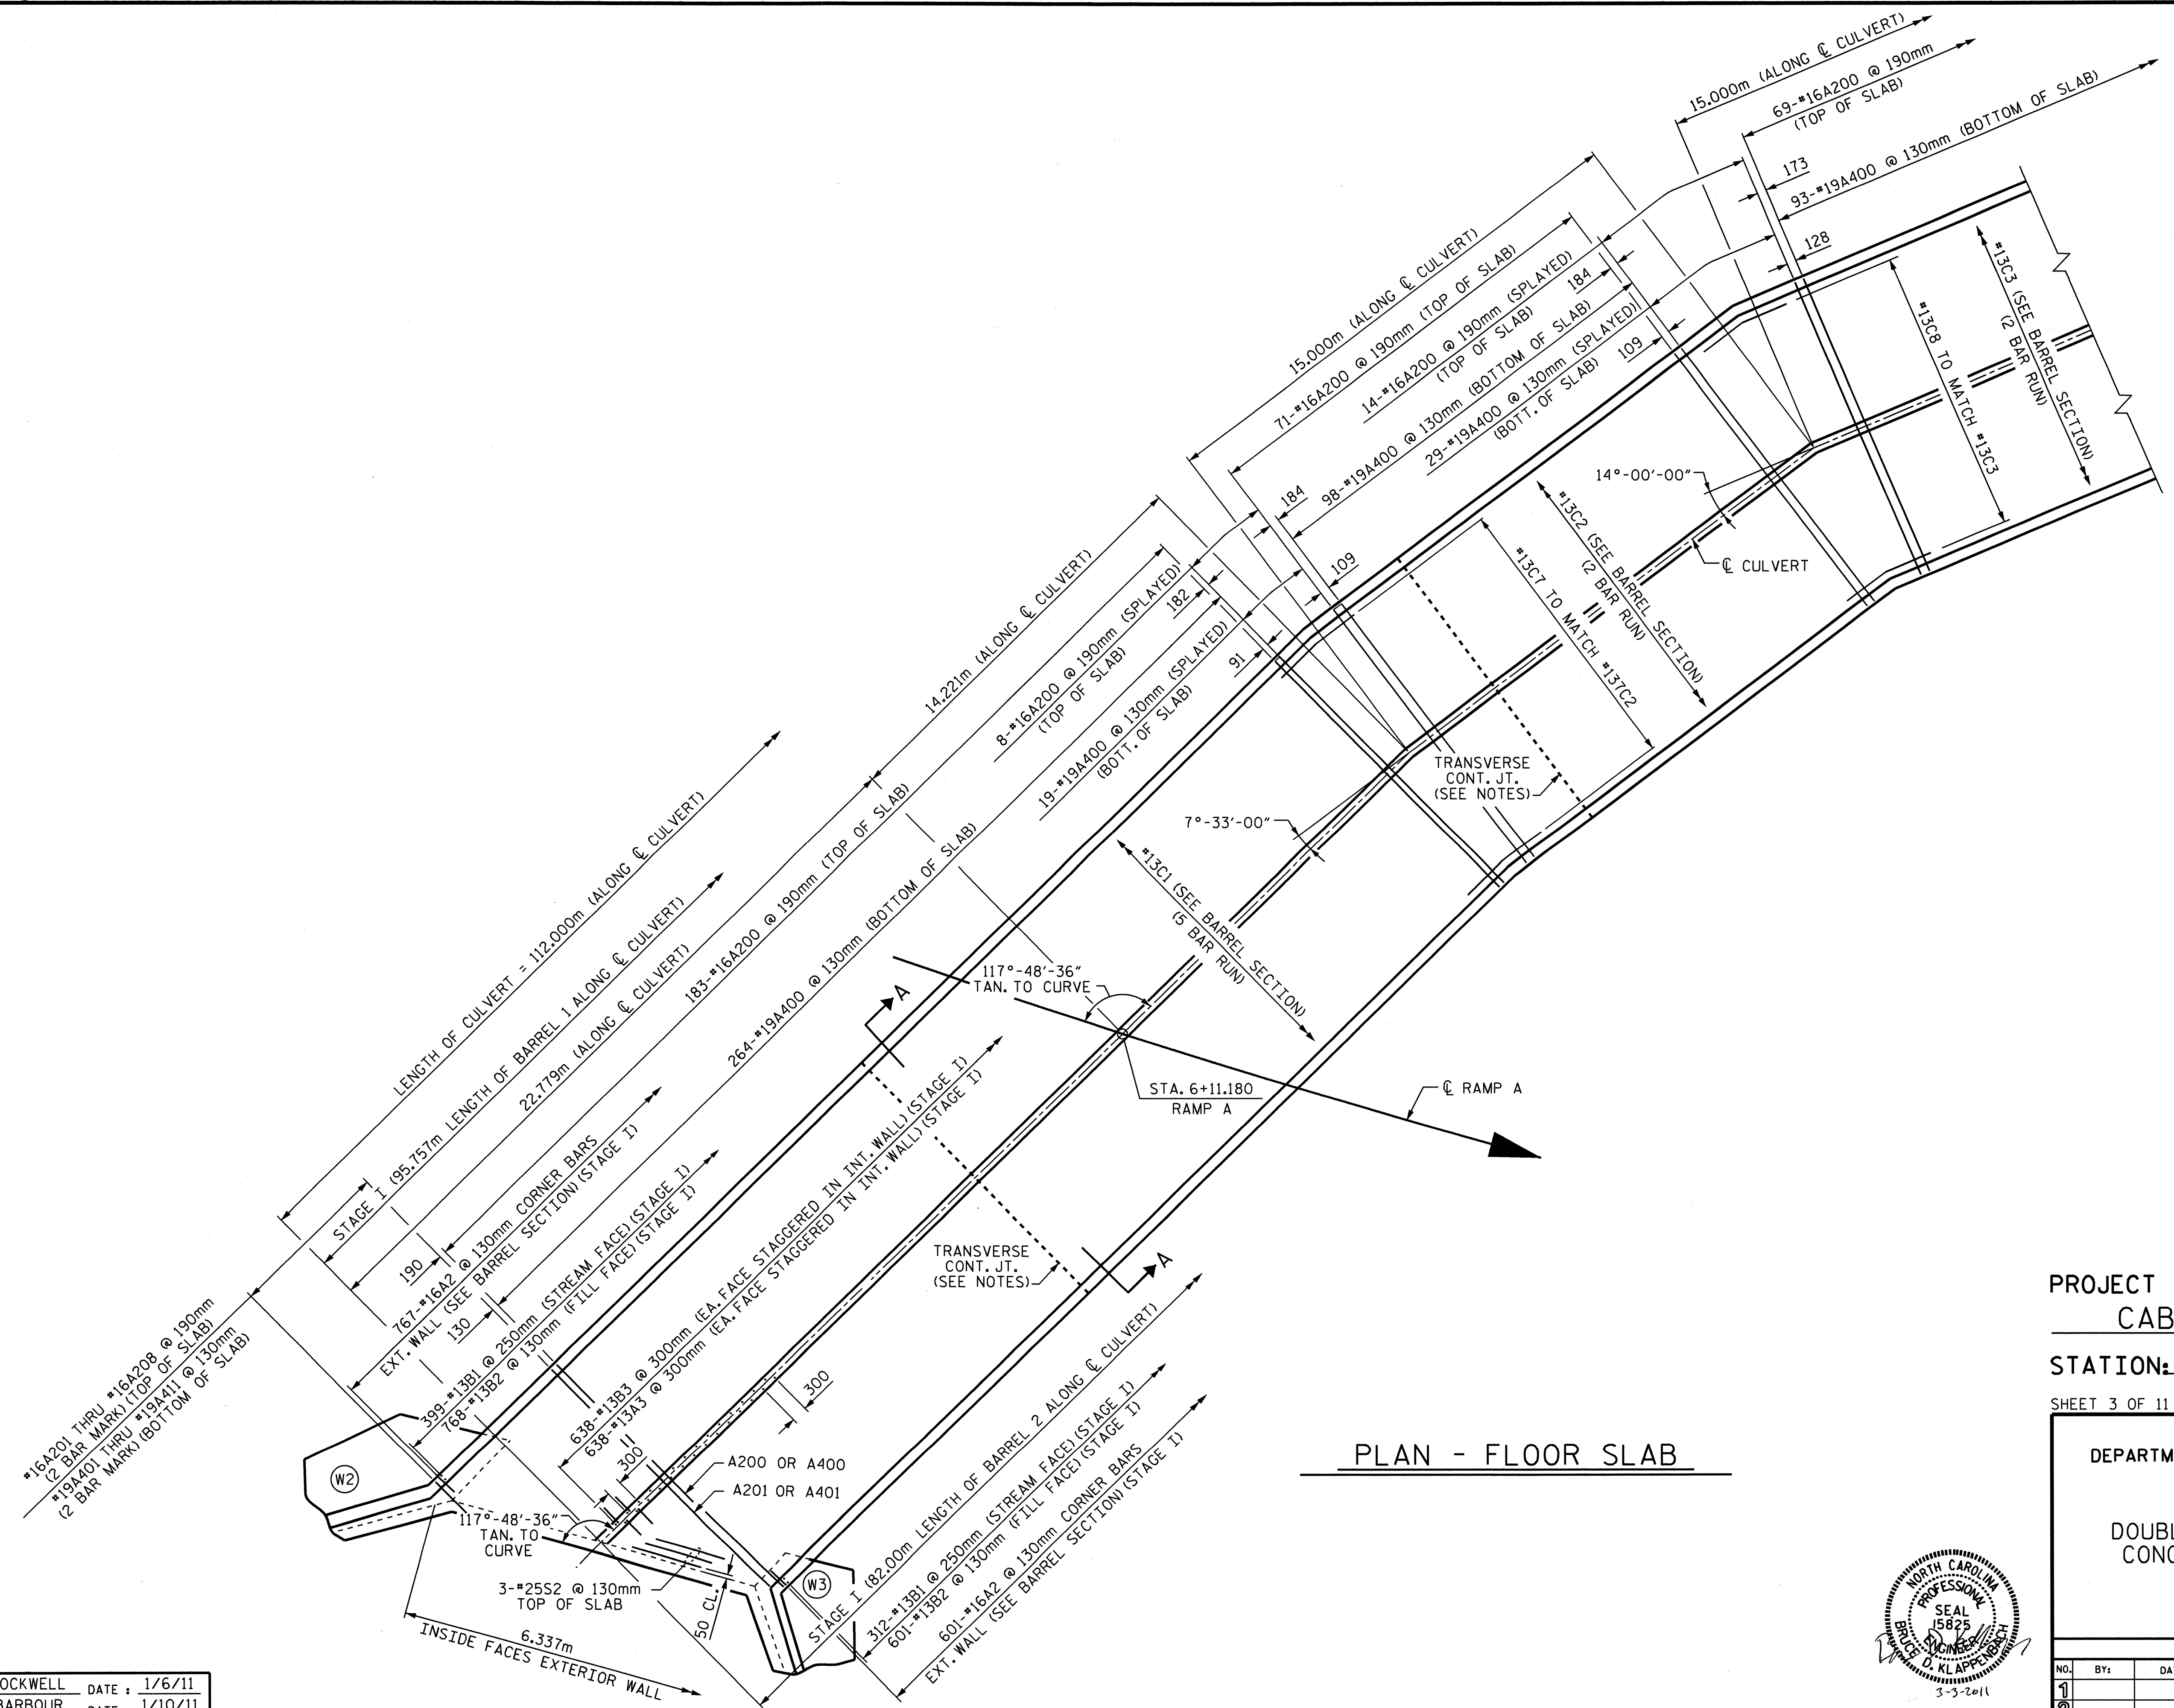 15.000m (ALONG ℄ CULVERT)
69-#16A200 @ 190mm
(TOP OF SLAB)
93-#19A400 @ 130mm (BOTTOM OF SLAB)
173
128
15.000m (ALONG ℄ CULVERT)
71-#16A200 @ 190mm (TOP OF SLAB)
14-#16A200 @ 190mm (SPLAYED)
(TOP OF SLAB)
184
98-#19A400 @ 130mm (BOTTOM OF SLAB)
29-#19A400 @ 130mm (SPLAYED)
(BOTT. OF SLAB)
109
184
109
#13C3 (SEE BARREL SECTION)
(2 BAR RUN)
#13C8 TO MATCH #13C3
14°-00'-00"
℄ CULVERT
#13C2 (SEE BARREL SECTION)
(2 BAR RUN)
#13C7 TO MATCH #137C2
TRANSVERSE
CONT. JT.
(SEE NOTES)
14.221m (ALONG ℄ CULVERT)
8-#16A200 @ 190mm (SPLAYED)
(TOP OF SLAB)
182
19-#19A400 @ 130mm (SPLAYED)
(BOTT. OF SLAB)
91
7°-33'-00"
#13C1 (SEE BARREL SECTION)
(5 BAR RUN)
LENGTH OF CULVERT = 112.000m (ALONG ℄ CULVERT)
STAGE I (95.757m LENGTH OF BARREL 1 ALONG ℄ CULVERT)
22.779m (ALONG ℄ CULVERT)
183-#16A200 @ 190mm (TOP OF SLAB)
264-#19A400 @ 130mm (BOTTOM OF SLAB)
190
767-#16A2 @ 130mm CORNER BARS
EXT. WALL (SEE BARREL SECTION) (STAGE I)
130
399-#13B1 @ 250mm (STREAM FACE) (STAGE I)
768-#13B2 @ 130mm (FILL FACE) (STAGE I)
638-#13B3 @ 300mm (EA. FACE STAGGERED IN INT. WALL) (STAGE I)
638-#13A3 @ 300mm (EA. FACE STAGGERED IN INT. WALL) (STAGE I)
300
300
117°-48'-36"
TAN. TO CURVE
A
STA. 6+11.180
RAMP A
℄ RAMP A
TRANSVERSE
CONT. JT.
(SEE NOTES)
A
#16A201 THRU #16A208 @ 190mm
(2 BAR MARK) (TOP OF SLAB)
#19A401 THRU #19A411 @ 130mm
(2 BAR MARK) (BOTTOM OF SLAB)
W2
A200 OR A400
A201 OR A401
117°-48'-36"
TAN. TO
CURVE
3-#25S2 @ 130mm
TOP OF SLAB
50 CL.
W3
6.337m
INSIDE FACES EXTERIOR WALL
STAGE I (82.00m LENGTH OF BARREL 2 ALONG ℄ CULVERT)
312-#13B1 @ 250mm (STREAM FACE) (STAGE I)
601-#13B2 @ 130mm (FILL FACE) (STAGE I)
601-#16A2 @ 130mm CORNER BARS
EXT. WALL (SEE BARREL SECTION) (STAGE I)
PLAN - FLOOR SLAB
PROJECT
CAB
STATION:
SHEET 3 OF 11
DEPARTM
DOUBL
CONC
NORTH CAROLINA
PROFESSIONAL
SEAL
15825
ENGINEER
BRUCE D. KLAPPENBACH
3-3-2011
NO. BY: DA
1
OCKWELL DATE : 1/6/11
BARBOUR DATE 1/10/11